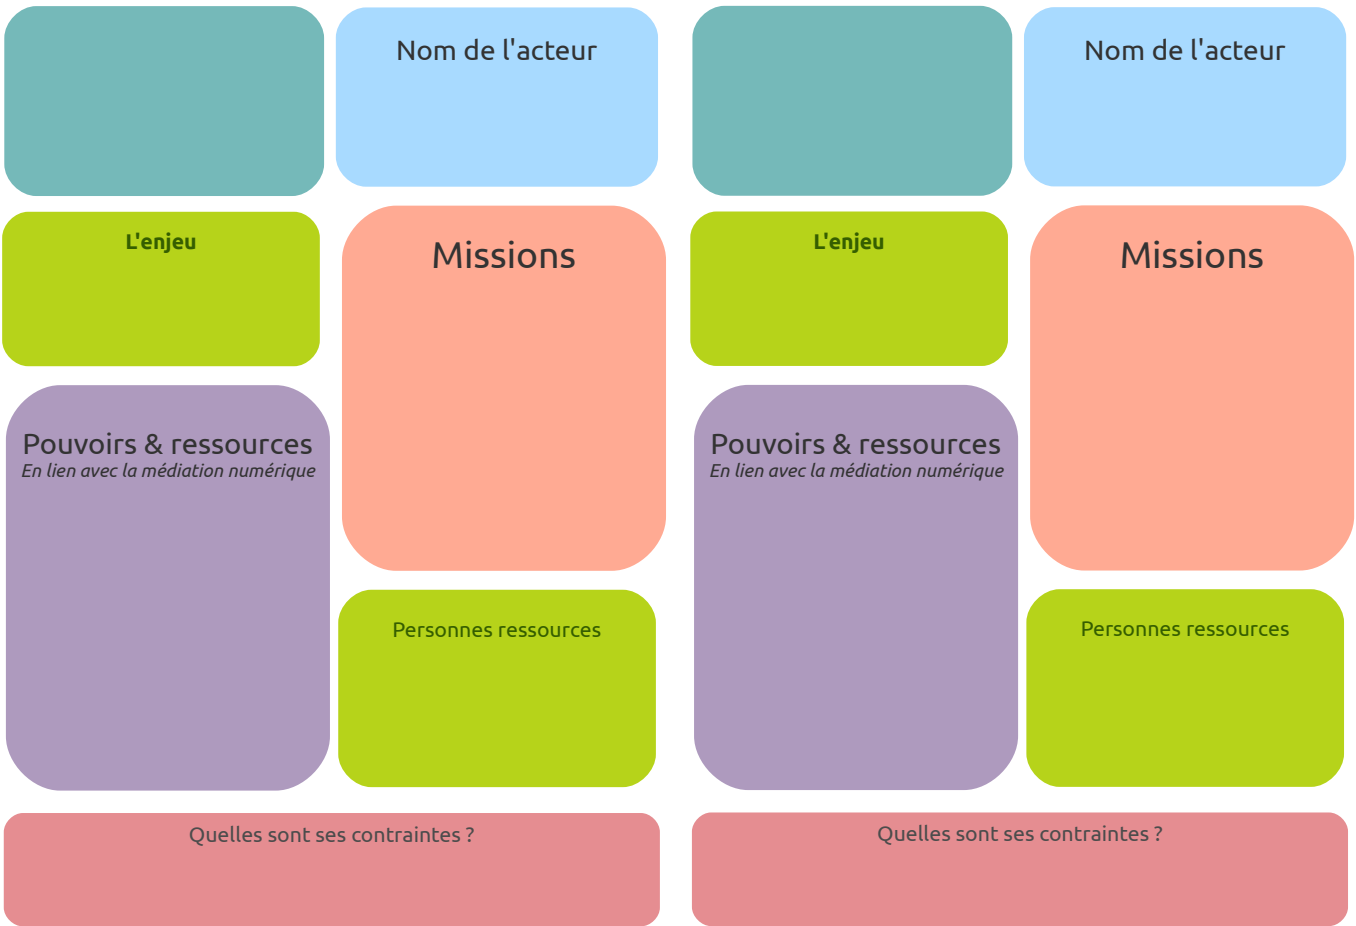 Nom de l'acteur
L'enjeu
Missions
Pouvoirs & ressources
En lien avec la médiation numérique
Personnes ressources
Quelles sont ses contraintes ?
Nom de l'acteur
L'enjeu
Missions
Pouvoirs & ressources
En lien avec la médiation numérique
Personnes ressources
Quelles sont ses contraintes ?